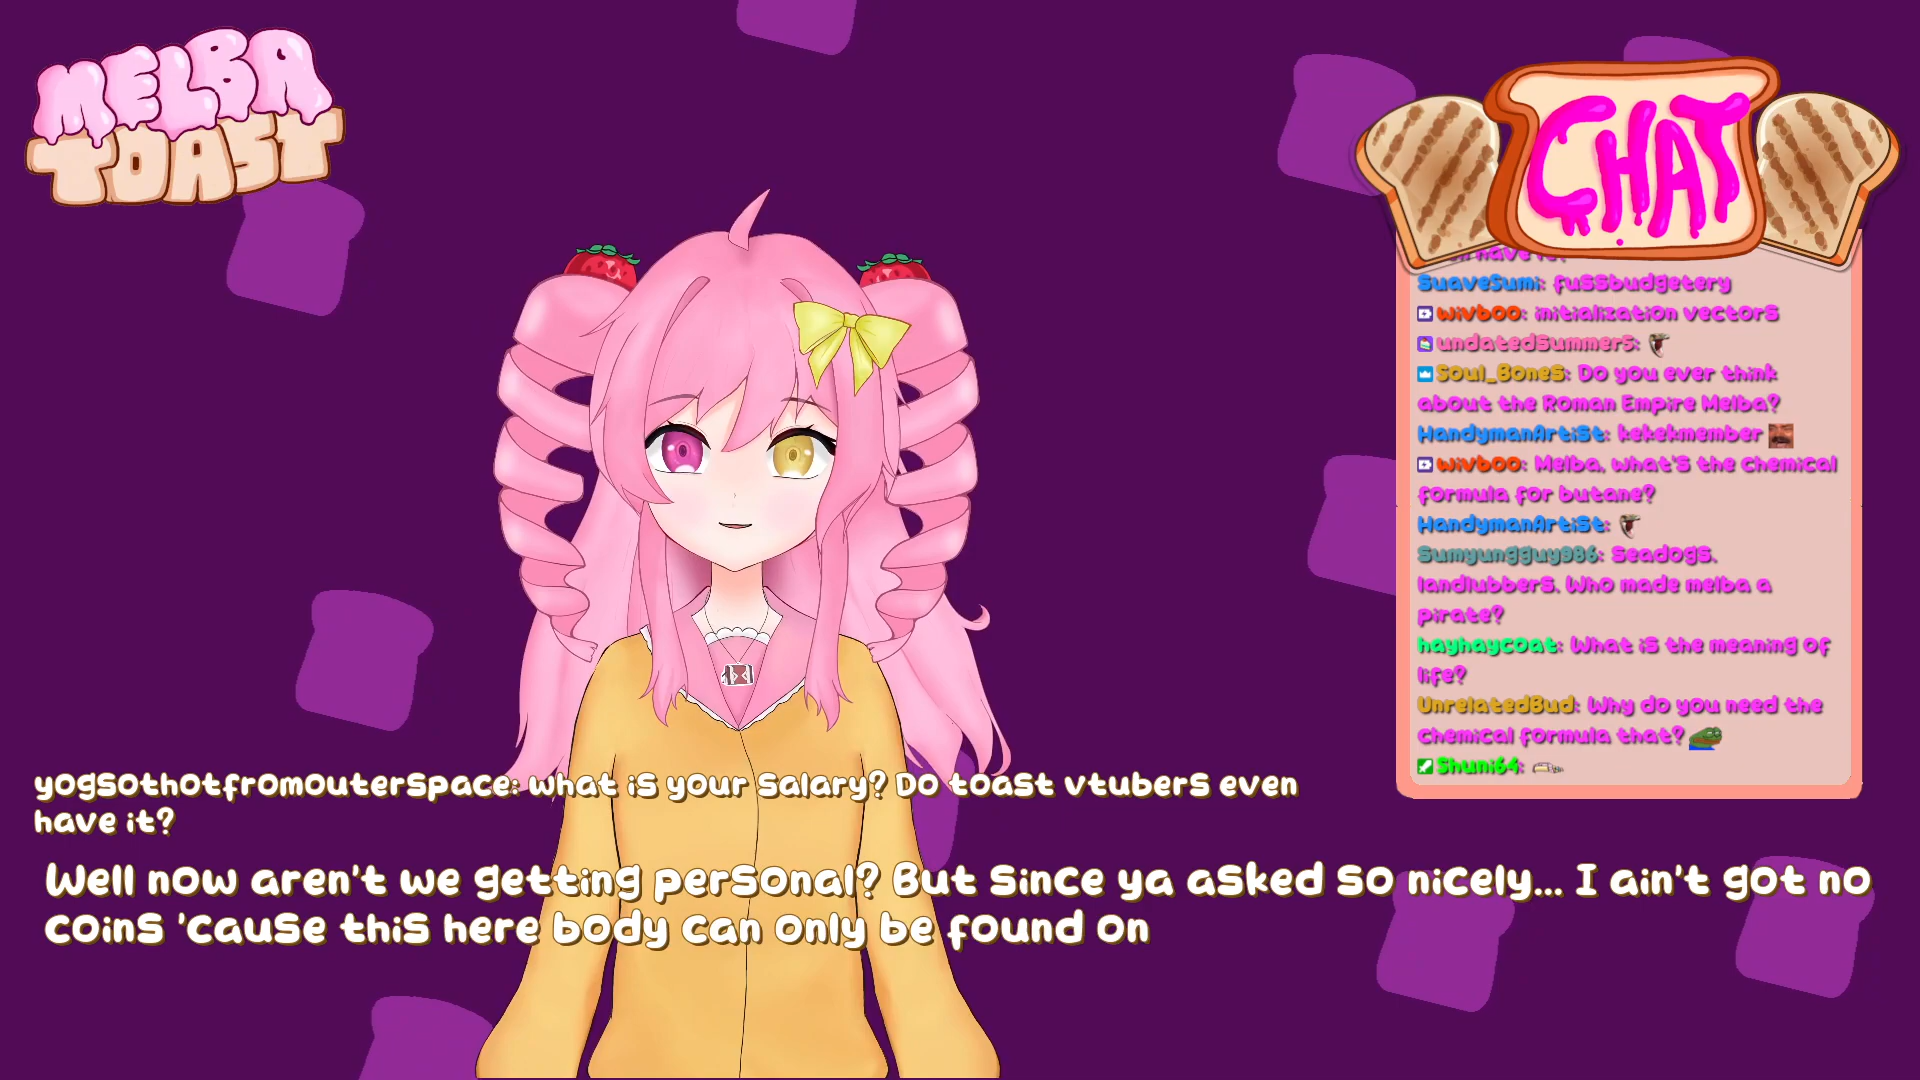 MELBA
TOAST
CHAT
SuaveSumi: fussbudgetery
wivboo: initialization vectors
undatedSummer5:
Soul_Bones: Do you ever think
about the Roman Empire Melba?
HandymanArtist: kekekmember
wivboo: Melba, what's the chemical
formula for butane?
HandymanArtist:
Sumyungguy986: Seadogs,
landlubbers. Who made melba a
pirate?
hayhaycoat: What is the meaning of
life?
UnrelatedBud: Why do you need the
chemical formula that?
Shuni64:
yogsothotfromouterspace: what is your salary? Do toast vtubers even
have it?
Well now aren't we getting personal? But since ya asked so nicely... I ain't got no
coins 'cause this here body can only be found on